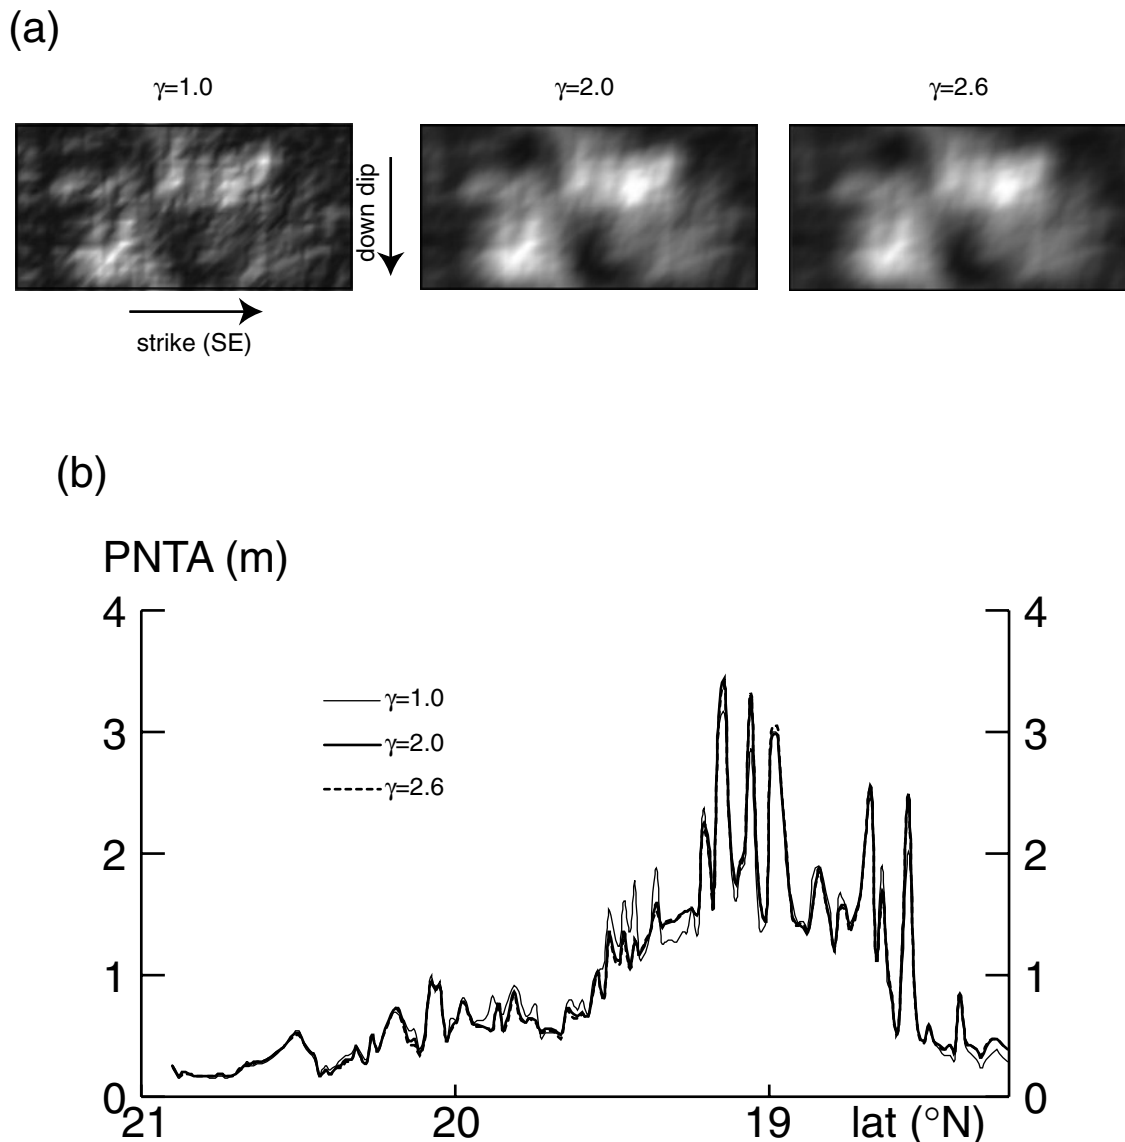 (a)
γ=1.0 γ=2.0 γ=2.6
down dip
strike (SE)
(b)
PNTA (m)
4 4
γ=1.0
3 3
γ=2.0
γ=2.6
2 2
1 1
0 0
21 20 19 lat (°N)